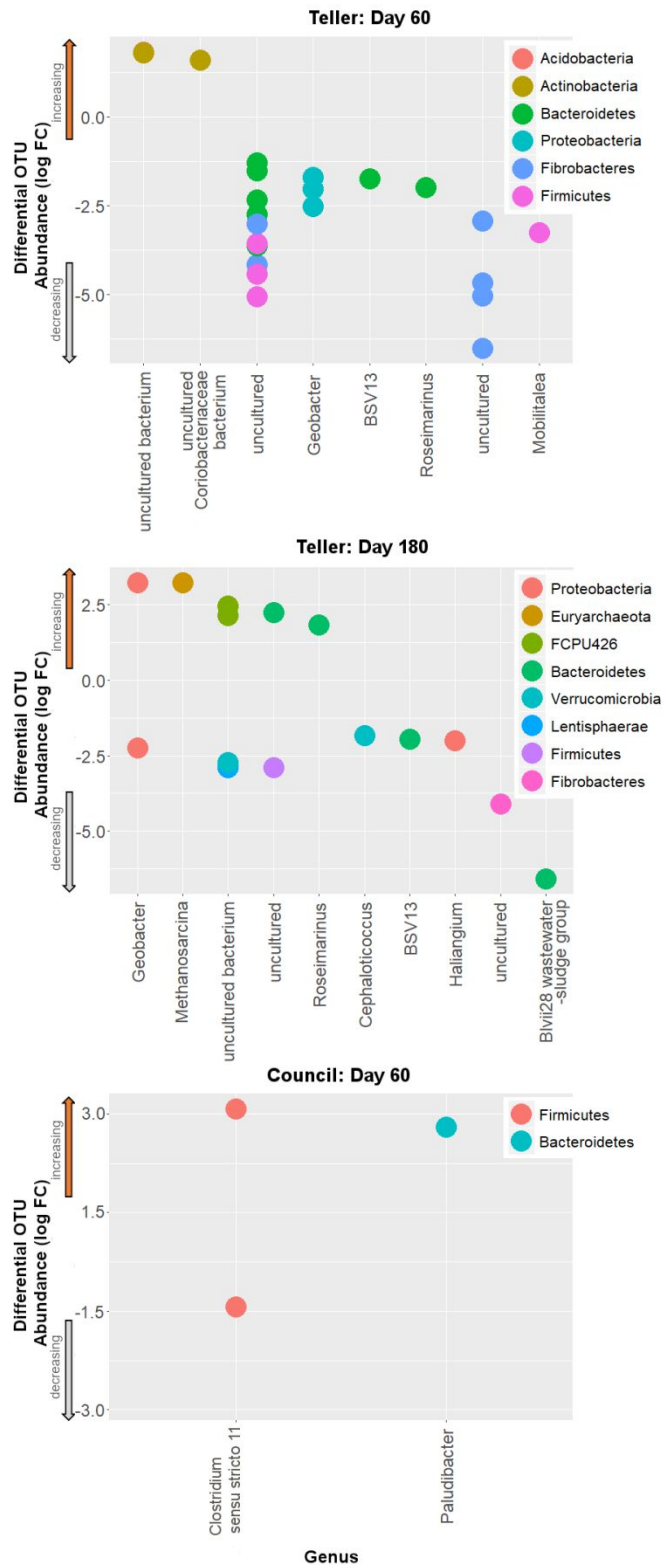 Teller: Day 60
Differential OTU
Abundance (log FC)
increasing
decreasing
0.0
-2.5
-5.0
Acidobacteria
Actinobacteria
Bacteroidetes
Proteobacteria
Fibrobacteres
Firmicutes
uncultured bacterium
uncultured
Coriobacteriaceae
bacterium
uncultured
Geobacter
BSV13
Roseimarinus
uncultured
Mobilitalea
Teller: Day 180
Differential OTU
Abundance (log FC)
increasing
decreasing
2.5
0.0
-2.5
-5.0
Proteobacteria
Euryarchaeota
FCPU426
Bacteroidetes
Verrucomicrobia
Lentisphaerae
Firmicutes
Fibrobacteres
Geobacter
Methanosarcina
uncultured bacterium
uncultured
Roseimarinus
Cephaloticoccus
BSV13
Haliangium
uncultured
Blvii28 wastewater
-sludge group
Council: Day 60
Differential OTU
Abundance (log FC)
increasing
decreasing
3.0
1.5
-1.5
-3.0
Firmicutes
Bacteroidetes
Clostridium
sensu stricto 11
Paludibacter
Genus